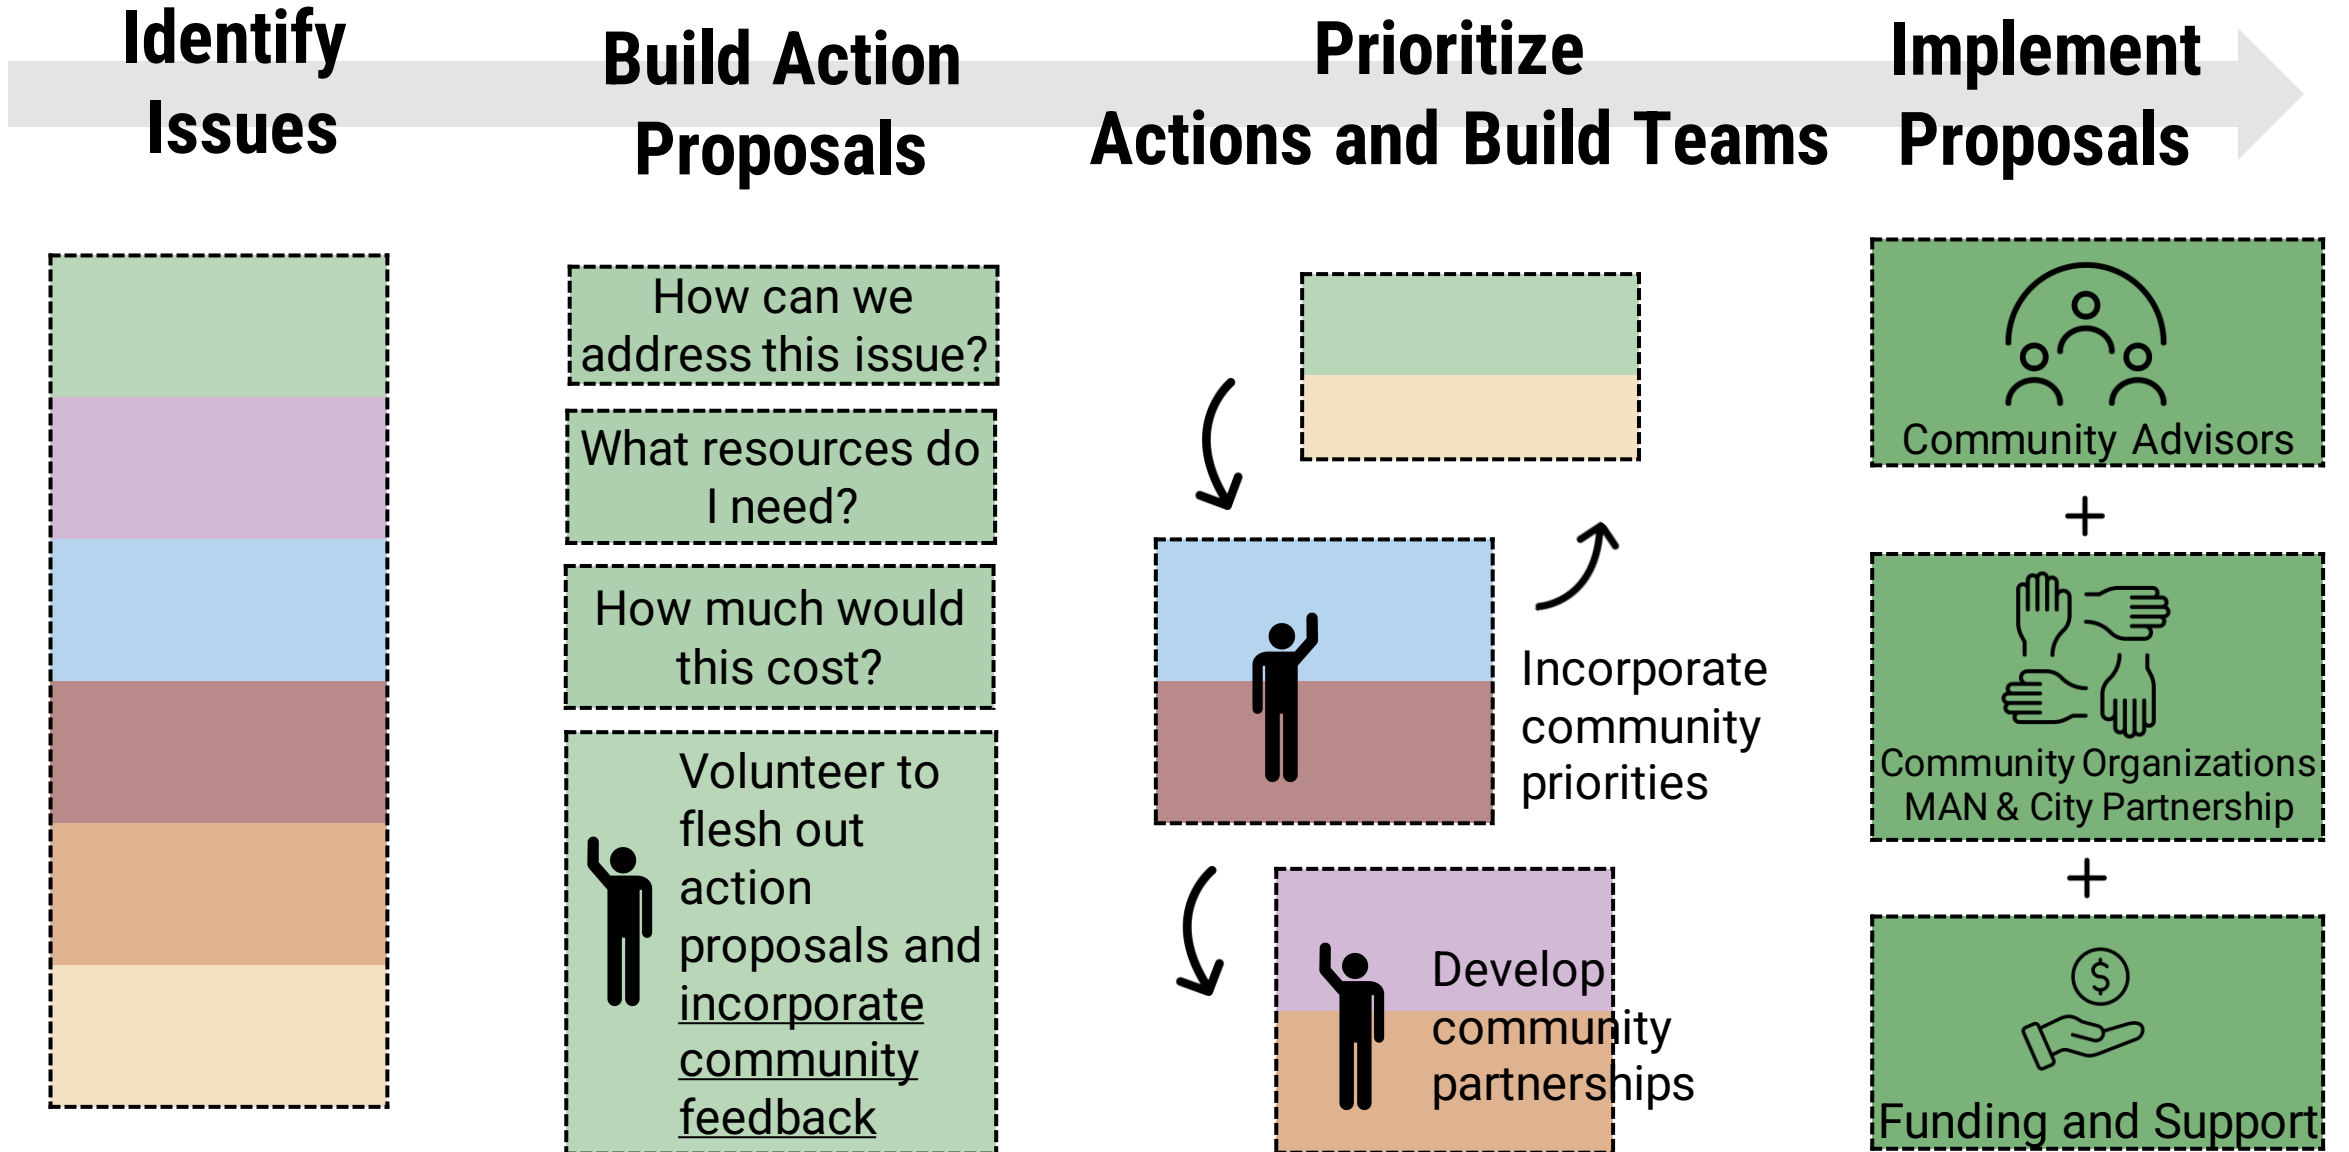 Identify
Issues
Build Action
Proposals
Prioritize
Actions and Build Teams
Implement
Proposals
How can we
address this issue?
What resources do
I need?
How much would
this cost?
Volunteer to
flesh out
action
proposals and
incorporate
community
feedback
Incorporate
community
priorities
Develop
community
partnerships
Community Advisors
+
Community Organizations
MAN & City Partnership
+
$
Funding and Support